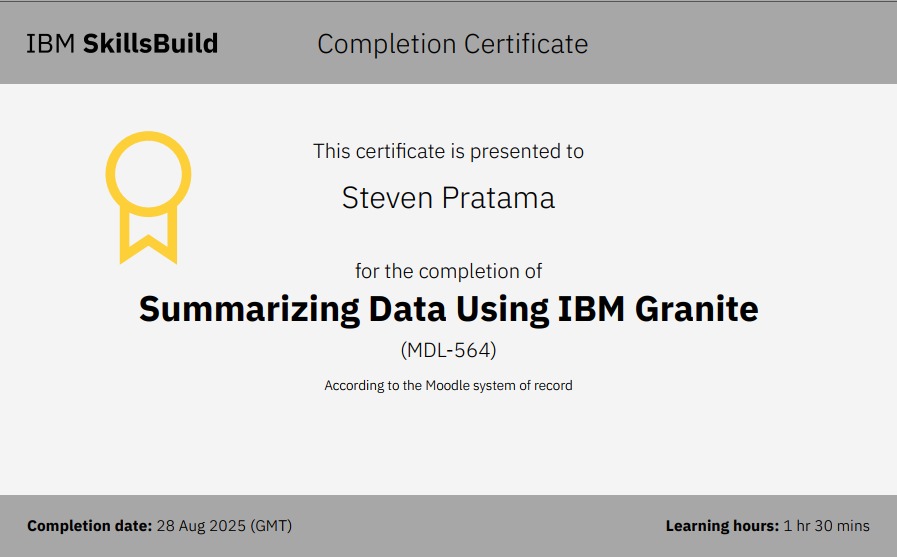 IBM SkillsBuild
Completion Certificate
This certificate is presented to
Steven Pratama
for the completion of
Summarizing Data Using IBM Granite
(MDL-564)
According to the Moodle system of record
Completion date: 28 Aug 2025 (GMT)
Learning hours: 1 hr 30 mins